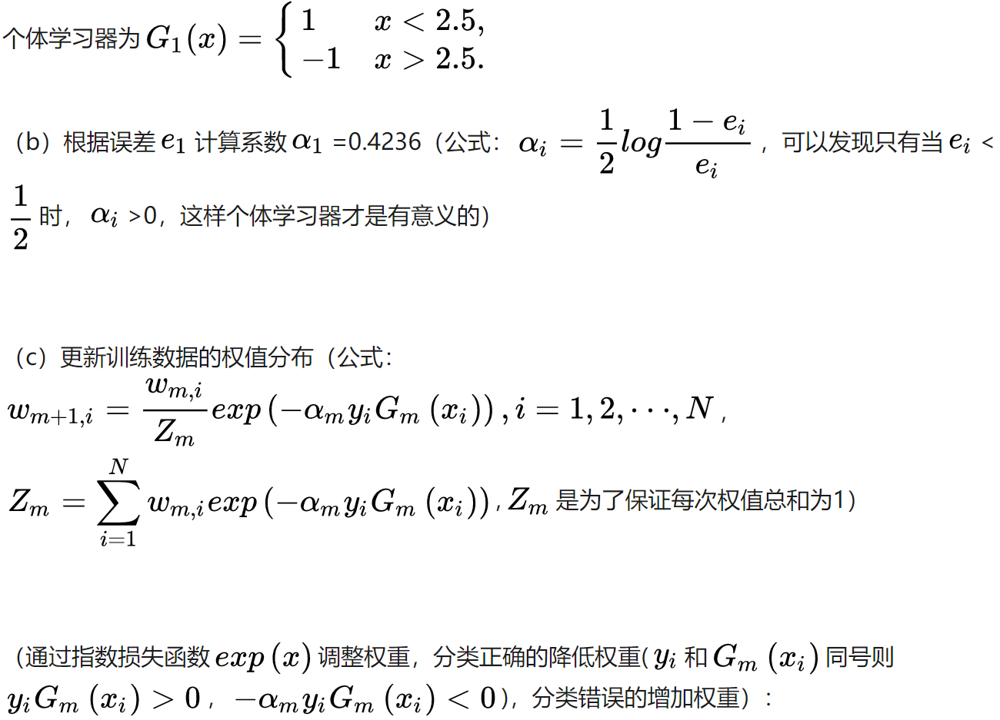 个体学习器为 $G_1(x) = \begin{cases} 1 & x < 2.5, \\ -1 & x > 2.5. \end{cases}$
（b）根据误差 $e_1$ 计算系数 $\alpha_1$ =0.4236（公式： $\alpha_i = \dfrac{1}{2} log \dfrac{1-e_i}{e_i}$ ，可以发现只有当 $e_i$ <
$\dfrac{1}{2}$ 时， $\alpha_i$ >0，这样个体学习器才是有意义的）
（c）更新训练数据的权值分布（公式：
$w_{m+1,i} = \dfrac{w_{m,i}}{Z_m} exp\left(-\alpha_m y_i G_m\left(x_i\right)\right), i = 1, 2, \cdots, N$ ，
$Z_m = \sum_{i=1}^{N} w_{m,i} exp\left(-\alpha_m y_i G_m\left(x_i\right)\right)$ , $Z_m$ 是为了保证每次权值总和为1）
（通过指数损失函数 $exp\left(x\right)$ 调整权重，分类正确的降低权重( $y_i$ 和 $G_m\left(x_i\right)$ 同号则
$y_i G_m\left(x_i\right) > 0$ ， $-\alpha_m y_i G_m\left(x_i\right) < 0$ )，分类错误的增加权重）：